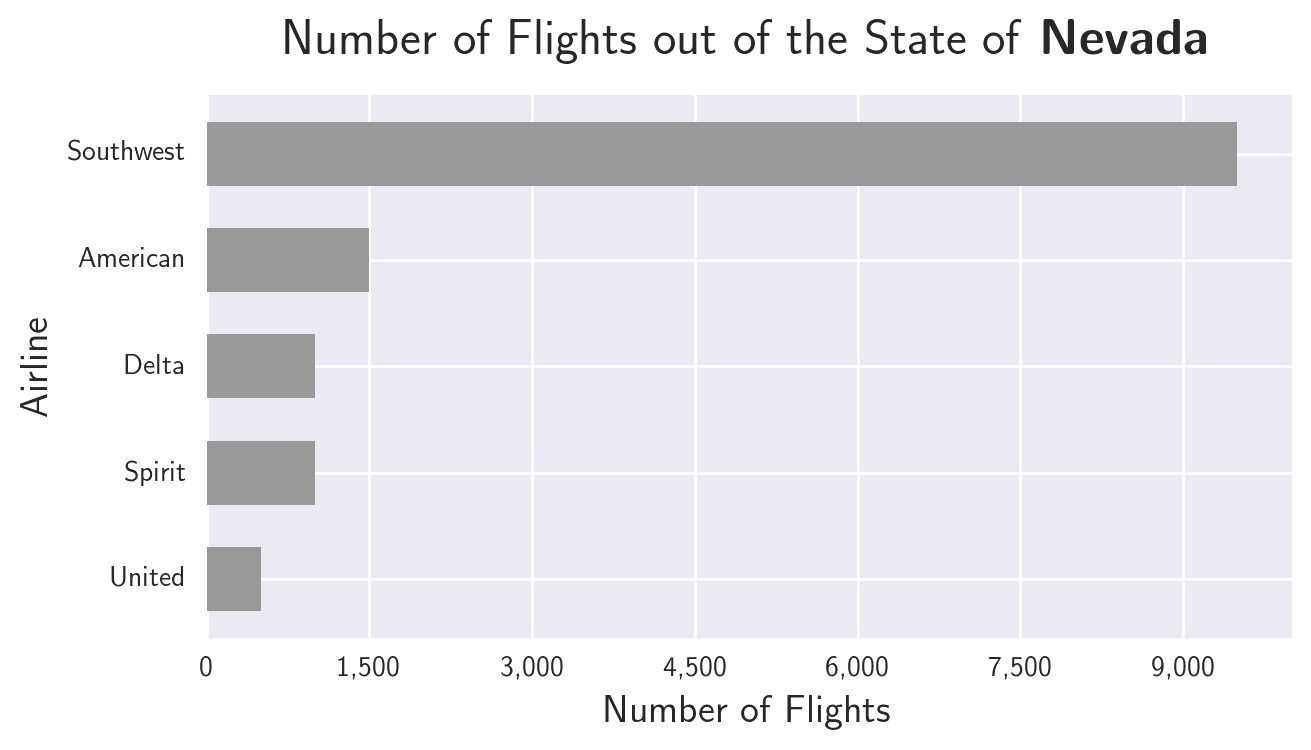 Number of Flights out of the State of Nevada
Southwest
American
Delta
Spirit
United
Airline
0 1,500 3,000 4,500 6,000 7,500 9,000
Number of Flights